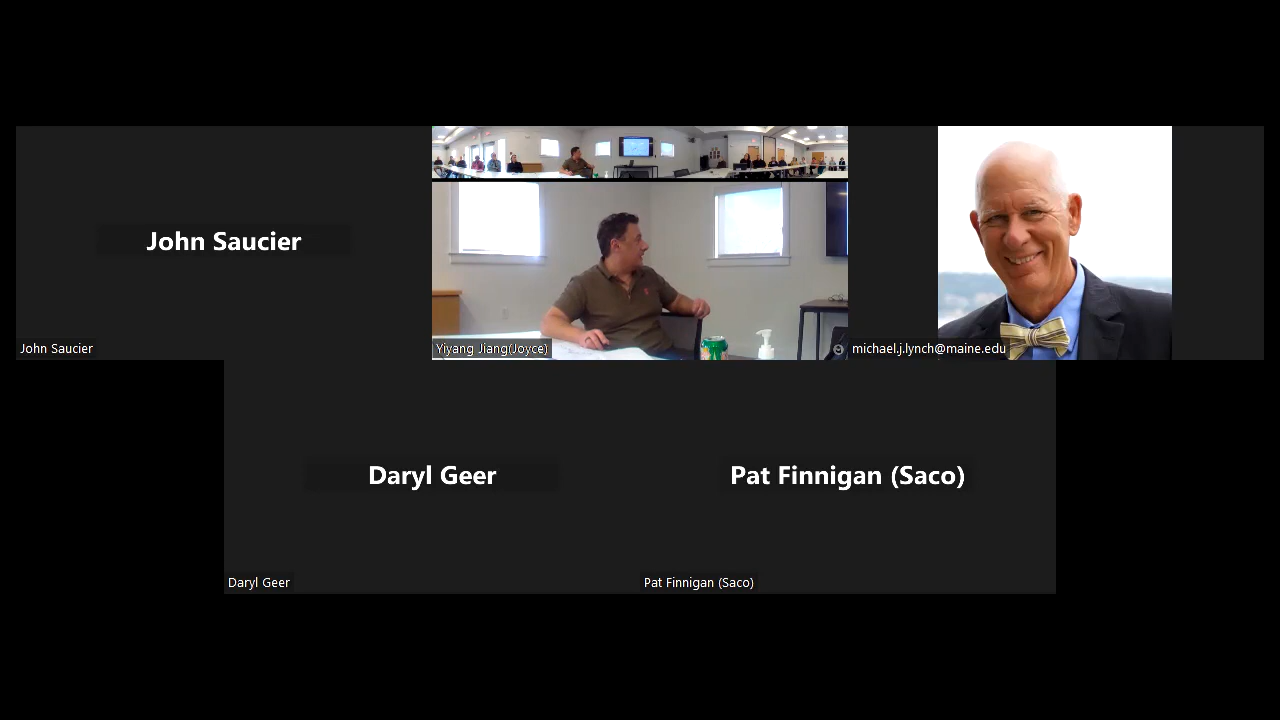 John Saucier
John Saucier
Yiyang Jiang(Joyce)
michael.j.lynch@maine.edu
Daryl Geer
Pat Finnigan (Saco)
Daryl Geer
Pat Finnigan (Saco)